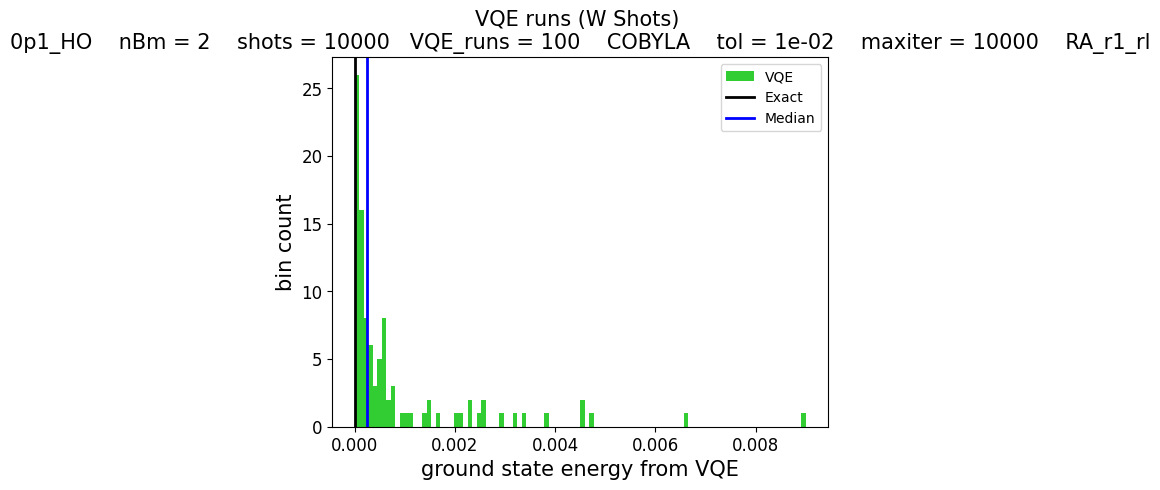 VQE runs (W Shots)
0p1_HO    nBm = 2    shots = 10000   VQE_runs = 100    COBYLA    tol = 1e-02    maxiter = 10000    RA_r1_rl
VQE
Exact
Median
25
20
15
10
5
0
bin count
0.000
0.002
0.004
0.006
0.008
ground state energy from VQE